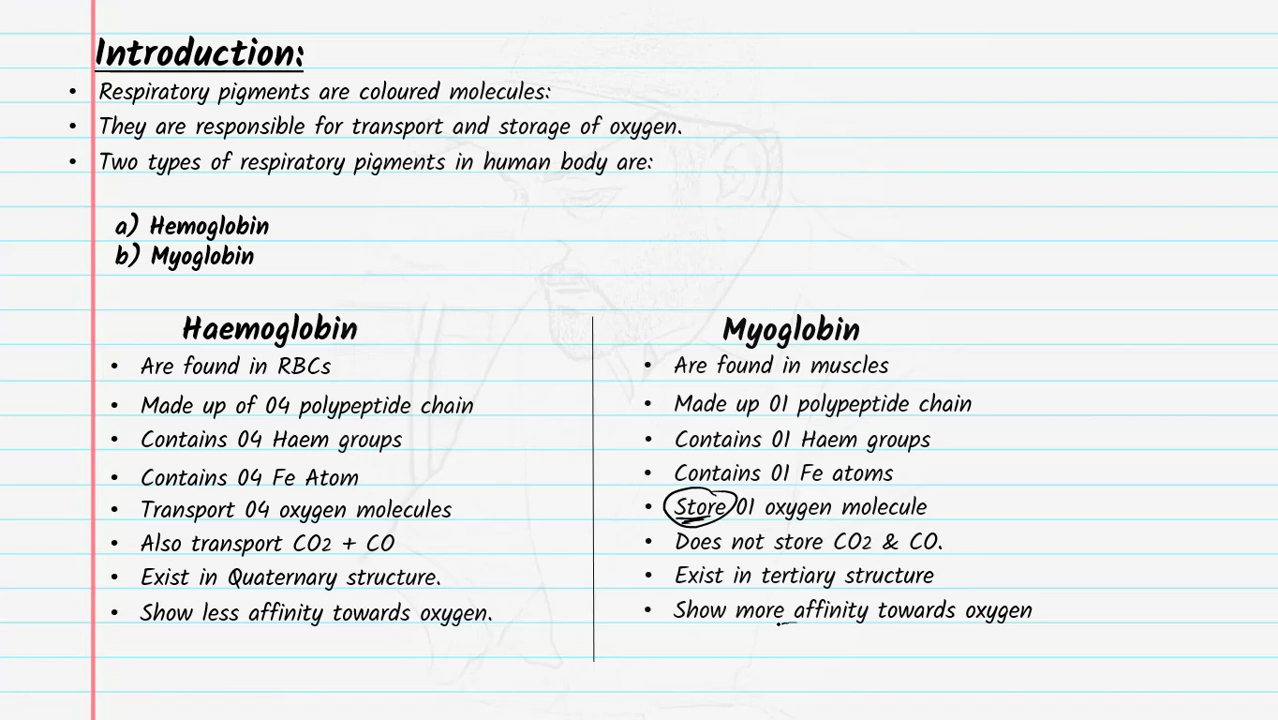 Introduction:
• Respiratory pigments are coloured molecules:
• They are responsible for transport and storage of oxygen.
• Two types of respiratory pigments in human body are:
a) Hemoglobin
b) Myoglobin
Haemoglobin
• Are found in RBCs
• Made up of 04 polypeptide chain
• Contains 04 Haem groups
• Contains 04 Fe Atom
• Transport 04 oxygen molecules
• Also transport CO2 + CO
• Exist in Quaternary structure.
• Show less affinity towards oxygen.
Myoglobin
• Are found in muscles
• Made up 01 polypeptide chain
• Contains 01 Haem groups
• Contains 01 Fe atoms
• Store 01 oxygen molecule
• Does not store CO2 & CO.
• Exist in tertiary structure
• Show more affinity towards oxygen